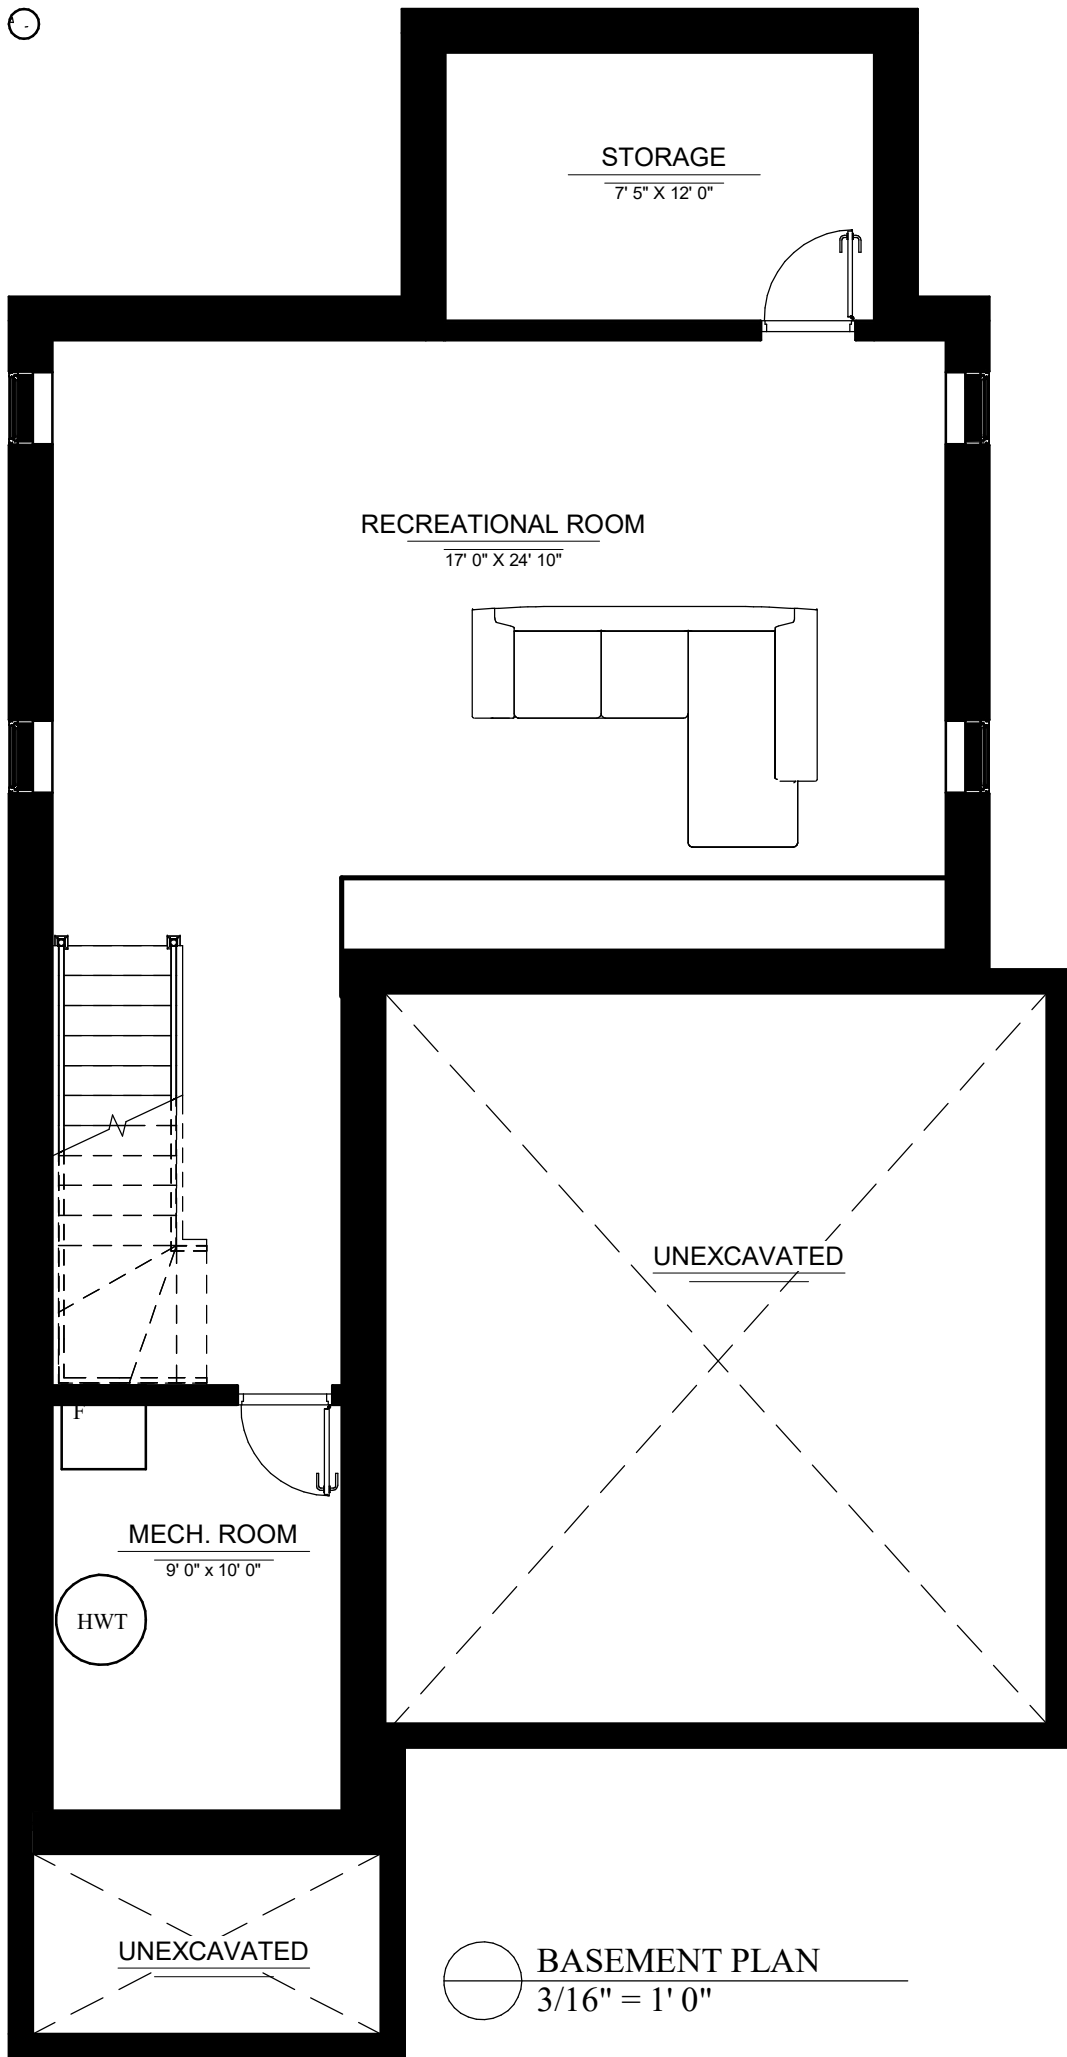 STORAGE
7' 5" X 12' 0"
RECREATIONAL ROOM
17' 0" X 24' 10"
UNEXCAVATED
F
MECH. ROOM
9' 0" x 10' 0"
HWT
UNEXCAVATED
BASEMENT PLAN
3/16" = 1' 0"